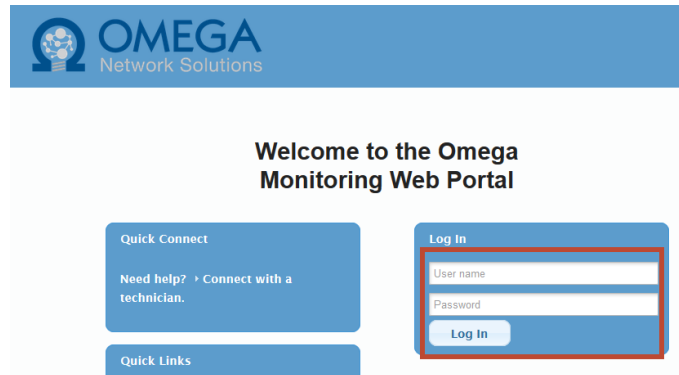 OMEGA
Network Solutions
Welcome to the Omega
Monitoring Web Portal
Quick Connect
Need help? ‣ Connect with a
technician.
Quick Links
Log In
User name
Password
Log In